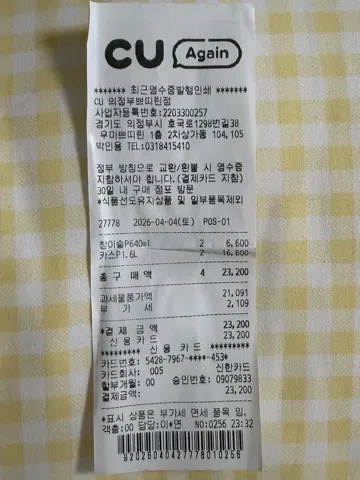 CU Again
******* 최근영수증발행인쇄 *******
CU 의정부쁘띠린점
사업자등록번호:2203300257
경기도 의정부시 호국로1298번길38
우미쁘띠린 1층 2차상가동 104,105
박인용 TEL:0318415410
정부 방침으로 교환/환불 시 영수증
지참하셔야 합니다.(결제카드 지참)
30일 내 구매 점포 방문
*식품선도유지상품 및 일부품목제외
27778 2026-04-04(토) POS-01
참이슬P640ml 2 6,600
카스P1.6L 2 16,600
총 구 매 액 4 23,200
과세물품가액 21,091
부 가 세 2,109
*결 제 금 액 23,200
신 용 카 드 23,200
********* 신 용 카 드 *********
카드번호: 5428-7967-****-453*
카드회사: 005 신한카드
할부개월: 00 승인번호: 09079833
결제금액: 23,200
*표시 상품은 부가세 면세 품목 임.
객층:00 담당:이*연 NO:0256 23:32
820260404277781010256